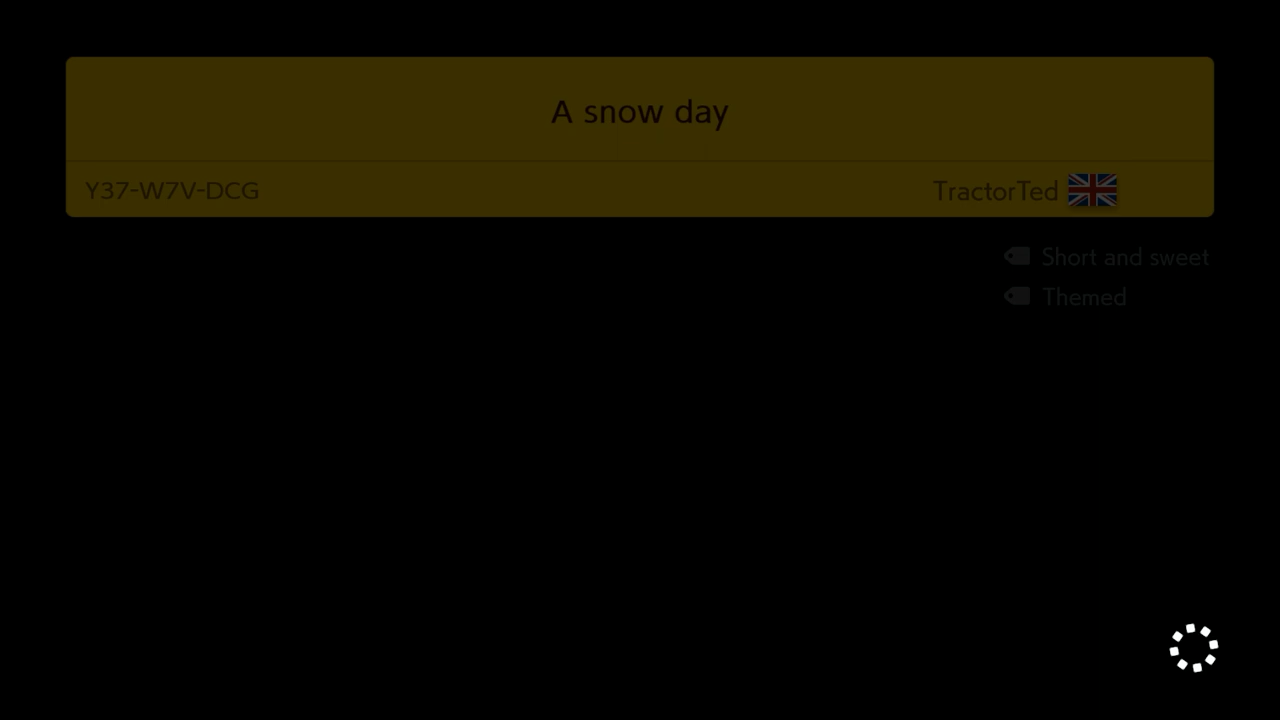 A snow day
Y37-W7V-DCG
TractorTed
Short and sweet
Themed